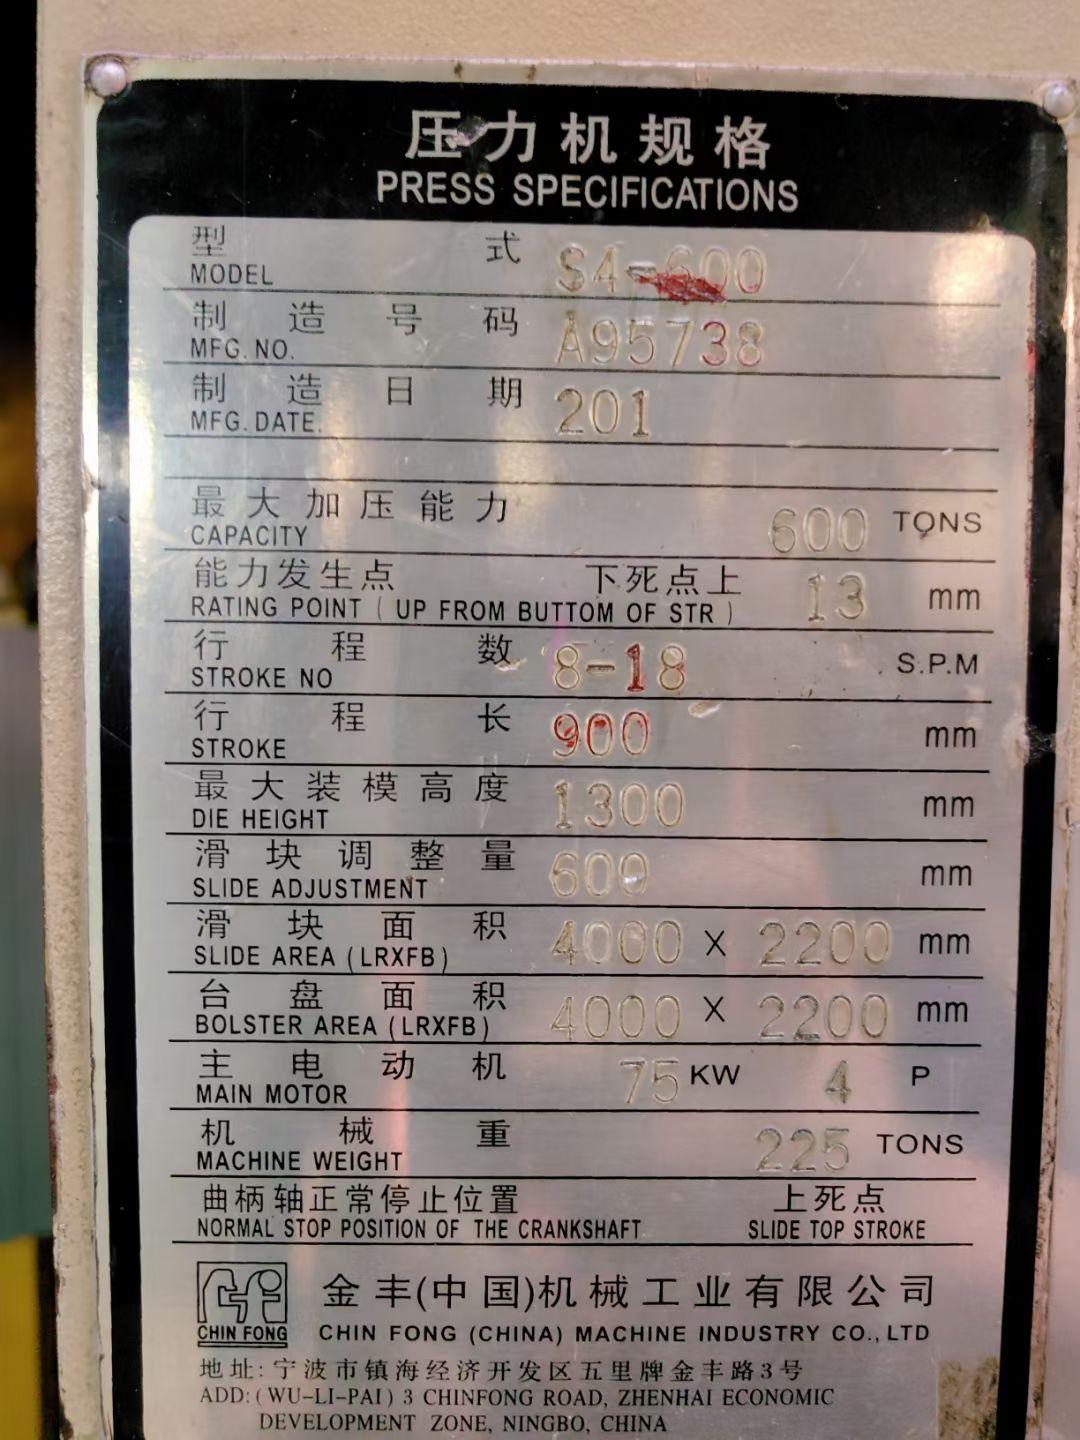 压力机规格
PRESS SPECIFICATIONS
型 式 S4-600
MODEL
制 造 号 码 A95738
MFG. NO.
制 造 日 期 201
MFG. DATE.
最 大 加 压 能 力 600 TONS
CAPACITY
能力发生点 下死点上 13 mm
RATING POINT ( UP FROM BUTTOM OF STR )
行 程 数 8-18 S.P.M
STROKE NO
行 程 长 900 mm
STROKE
最 大 装 模 高 度 1300 mm
DIE HEIGHT
滑 块 调 整 量 600 mm
SLIDE ADJUSTMENT
滑 块 面 积 4000 X 2200 mm
SLIDE AREA (LRXFB)
台 盘 面 积 4000 X 2200 mm
BOLSTER AREA (LRXFB)
主 电 动 机 75 KW 4 P
MAIN MOTOR
机 械 重 225 TONS
MACHINE WEIGHT
曲柄轴正常停止位置 上死点
NORMAL STOP POSITION OF THE CRANKSHAFT SLIDE TOP STROKE
金丰(中国)机械工业有限公司
CHIN FONG CHIN FONG (CHINA) MACHINE INDUSTRY CO., LTD
地址: 宁波市镇海经济开发区五里牌金丰路3号
ADD: (WU-LI-PAI) 3 CHINFONG ROAD, ZHENHAI ECONOMIC
DEVELOPMENT ZONE, NINGBO, CHINA